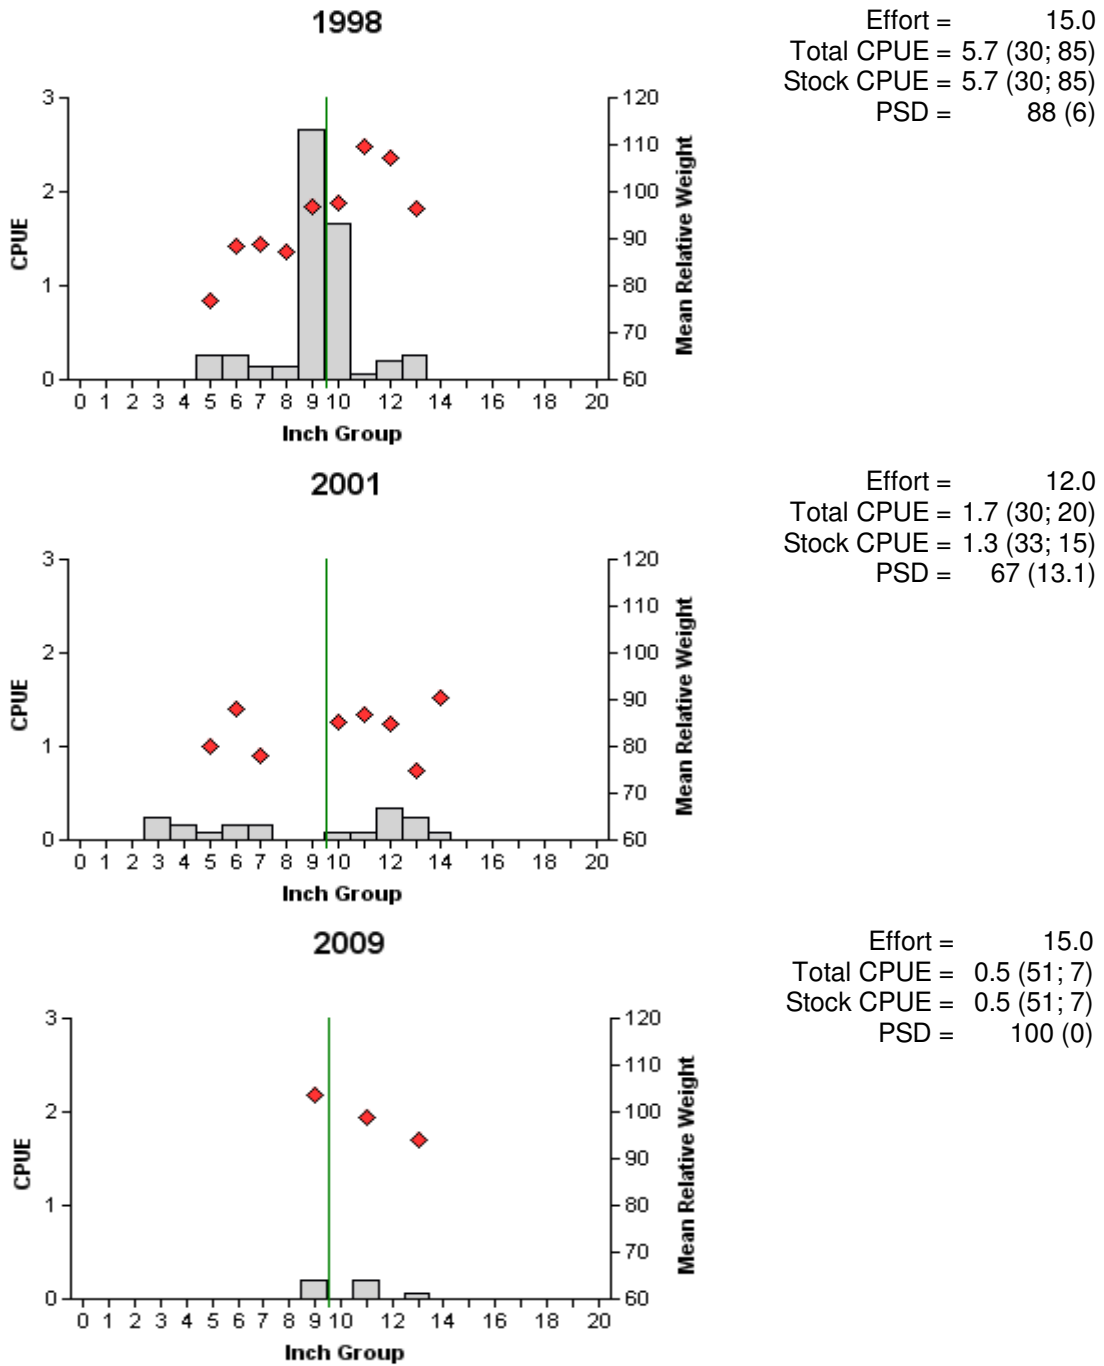 1998
Effort = 15.0
Total CPUE = 5.7 (30; 85)
Stock CPUE = 5.7 (30; 85)
PSD = 88 (6)
3 120
110
2 100
90
1 80
70
0 60
CPUE
Mean Relative Weight
0 1 2 3 4 5 6 7 8 9 10 12 14 16 18 20
Inch Group
2001
Effort = 12.0
Total CPUE = 1.7 (30; 20)
Stock CPUE = 1.3 (33; 15)
PSD = 67 (13.1)
3 120
110
2 100
90
1 80
70
0 60
CPUE
Mean Relative Weight
0 1 2 3 4 5 6 7 8 9 10 12 14 16 18 20
Inch Group
2009
Effort = 15.0
Total CPUE = 0.5 (51; 7)
Stock CPUE = 0.5 (51; 7)
PSD = 100 (0)
3 120
110
2 100
90
1 80
70
0 60
CPUE
Mean Relative Weight
0 1 2 3 4 5 6 7 8 9 10 12 14 16 18 20
Inch Group